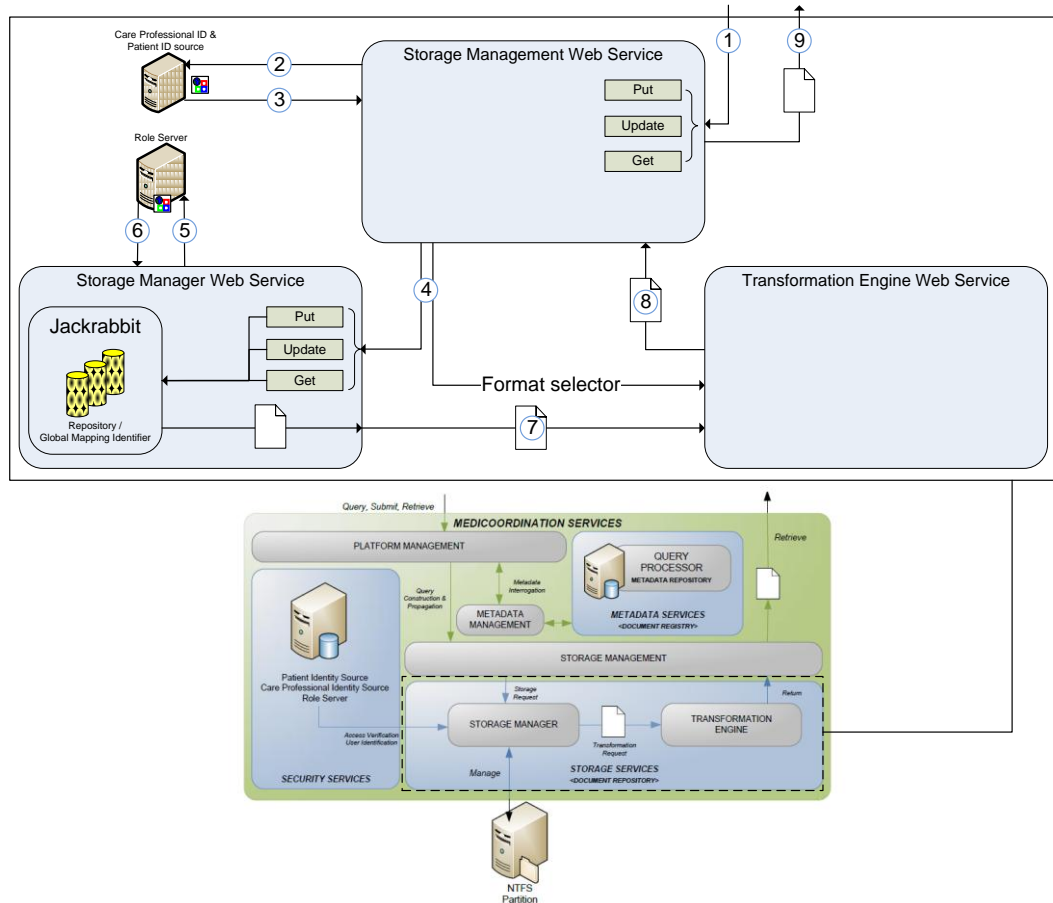 Care Professional ID &
Patient ID source
1
9
2
Storage Management Web Service
3
Put
Update
Get
Role Server
6
5
Storage Manager Web Service
4
8
Transformation Engine Web Service
Jackrabbit
Put
Update
Get
Format selector
Repository /
Global Mapping Identifier
7
Query, Submit, Retrieve
MEDICOORDINATION SERVICES
PLATFORM MANAGEMENT
Retrieve
QUERY
PROCESSOR
METADATA REPOSITORY
Query
Construction &
Propagation
Metadata
Interrogation
METADATA
MANAGEMENT
METADATA SERVICES
<DOCUMENT REGISTRY>
STORAGE MANAGEMENT
Patient Identity Source
Care Professional Identity Source
Role Server
Storage
Request
Return
STORAGE MANAGER
TRANSFORMATION
ENGINE
Access Verification
User Identification
Transformation
Request
SECURITY SERVICES
Manage
STORAGE SERVICES
<DOCUMENT REPOSITORY>
NTFS
Partition